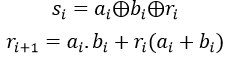 sᵢ = aᵢ⊕bᵢ⊕rᵢ
rᵢ₊₁ = aᵢ.bᵢ + rᵢ(aᵢ + bᵢ)